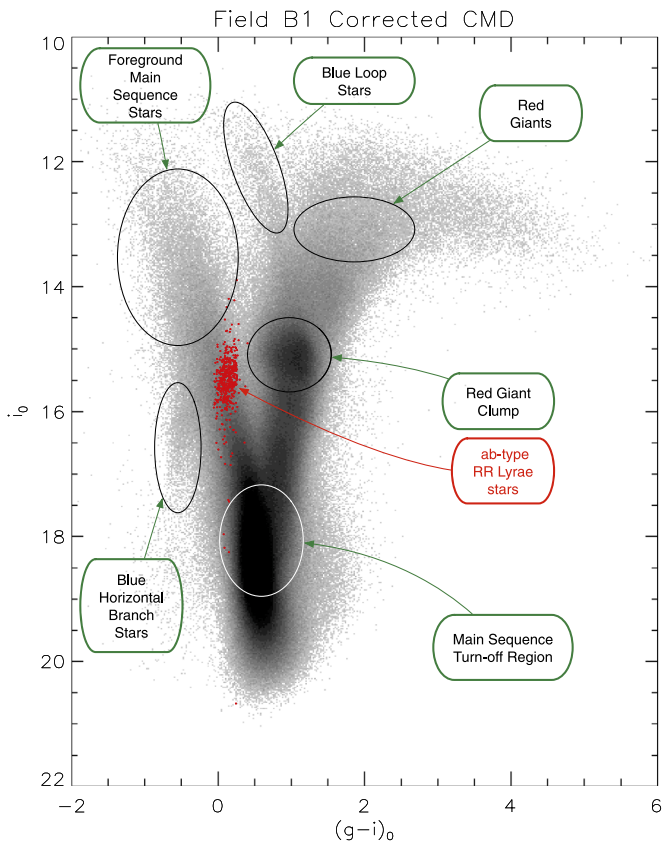 Field B1 Corrected CMD
Foreground
Main
Sequence
Stars
Blue Loop
Stars
Red
Giants
Red Giant
Clump
ab-type
RR Lyrae
stars
Blue
Horizontal
Branch
Stars
Main Sequence
Turn-off Region
10
12
14
16
18
20
22
i₀
−2
0
2
4
6
(g−i)₀